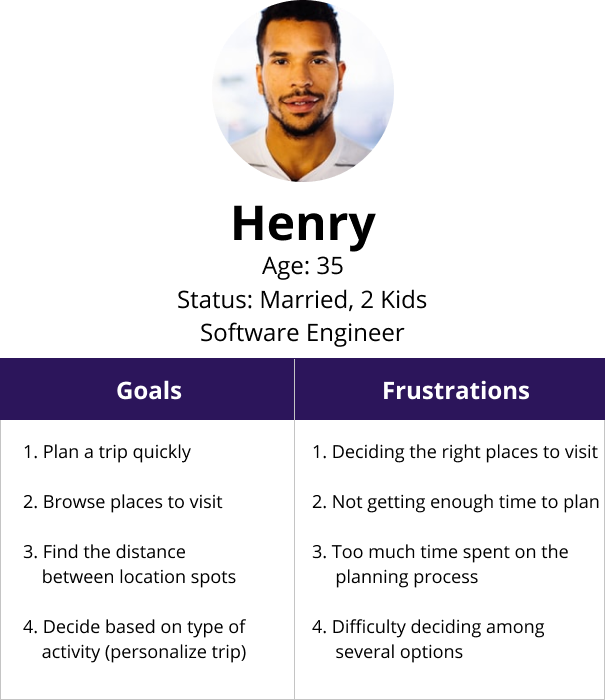 Henry
Age: 35
Status: Married, 2 Kids
Software Engineer
Goals
1. Plan a trip quickly
2. Browse places to visit
3. Find the distance
between location spots
4. Decide based on type of
activity (personalize trip)
Frustrations
1. Deciding the right places to visit
2. Not getting enough time to plan
3. Too much time spent on the
planning process
4. Difficulty deciding among
several options